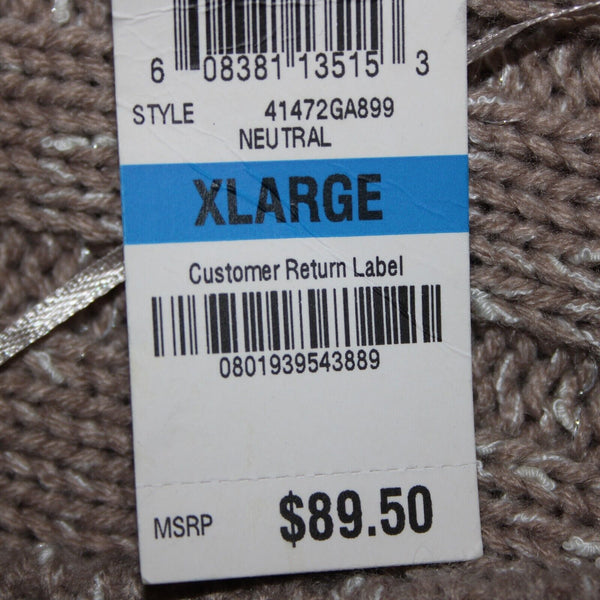 6 08381 13515 3
STYLE 41472GA899
NEUTRAL
XLARGE
Customer Return Label
0801939543889
MSRP $89.50